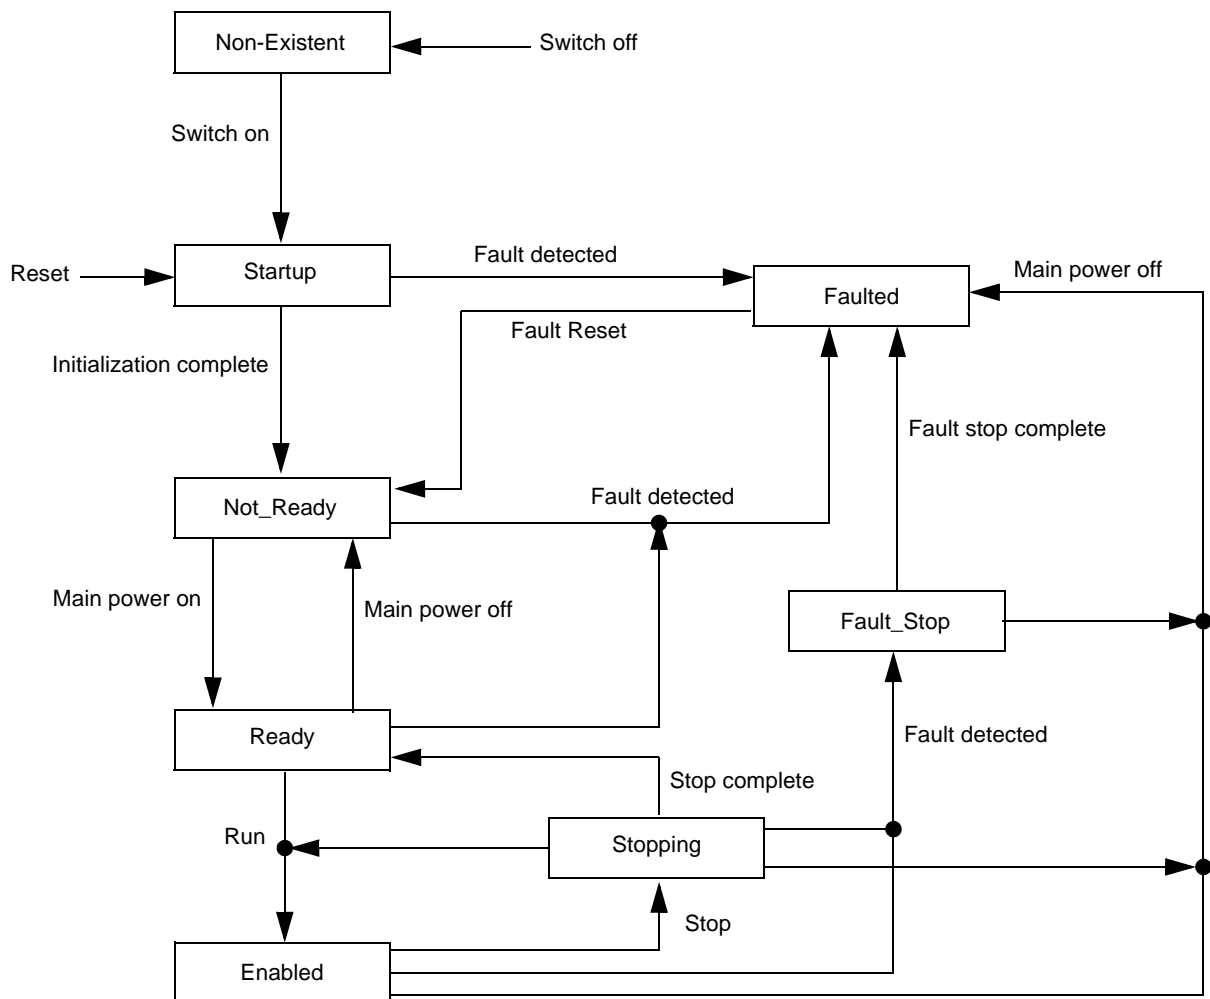 Non-Existent
Switch off
Switch on
Reset
Startup
Fault detected
Main power off
Faulted
Fault Reset
Initialization complete
Fault stop complete
Not_Ready
Fault detected
Main power on
Main power off
Fault_Stop
Ready
Fault detected
Stop complete
Run
Stopping
Stop
Enabled